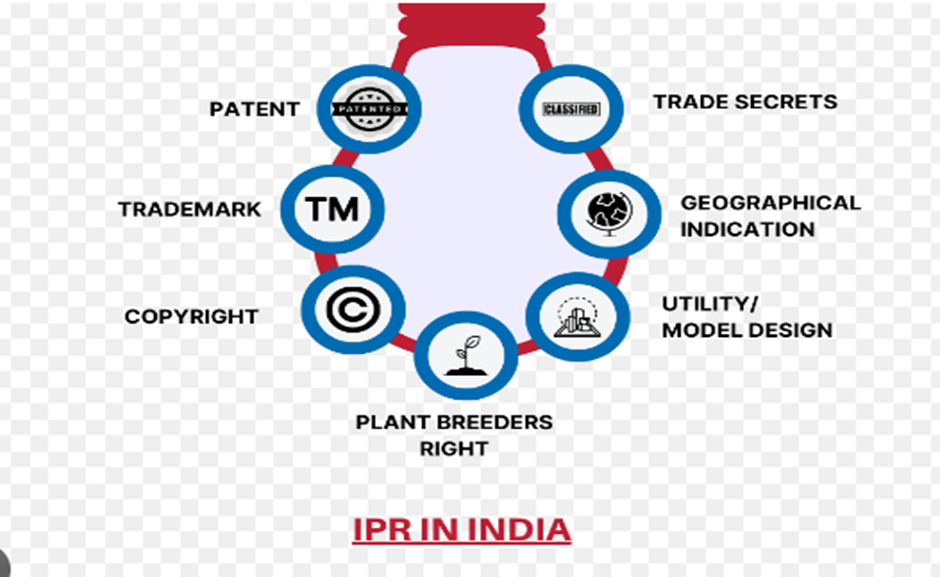 PATENT
PATENTED
CLASSIFIED
TRADE SECRETS
TRADEMARK
TM
GEOGRAPHICAL
INDICATION
COPYRIGHT
©
UTILITY/
MODEL DESIGN
PLANT BREEDERS
RIGHT
IPR IN INDIA